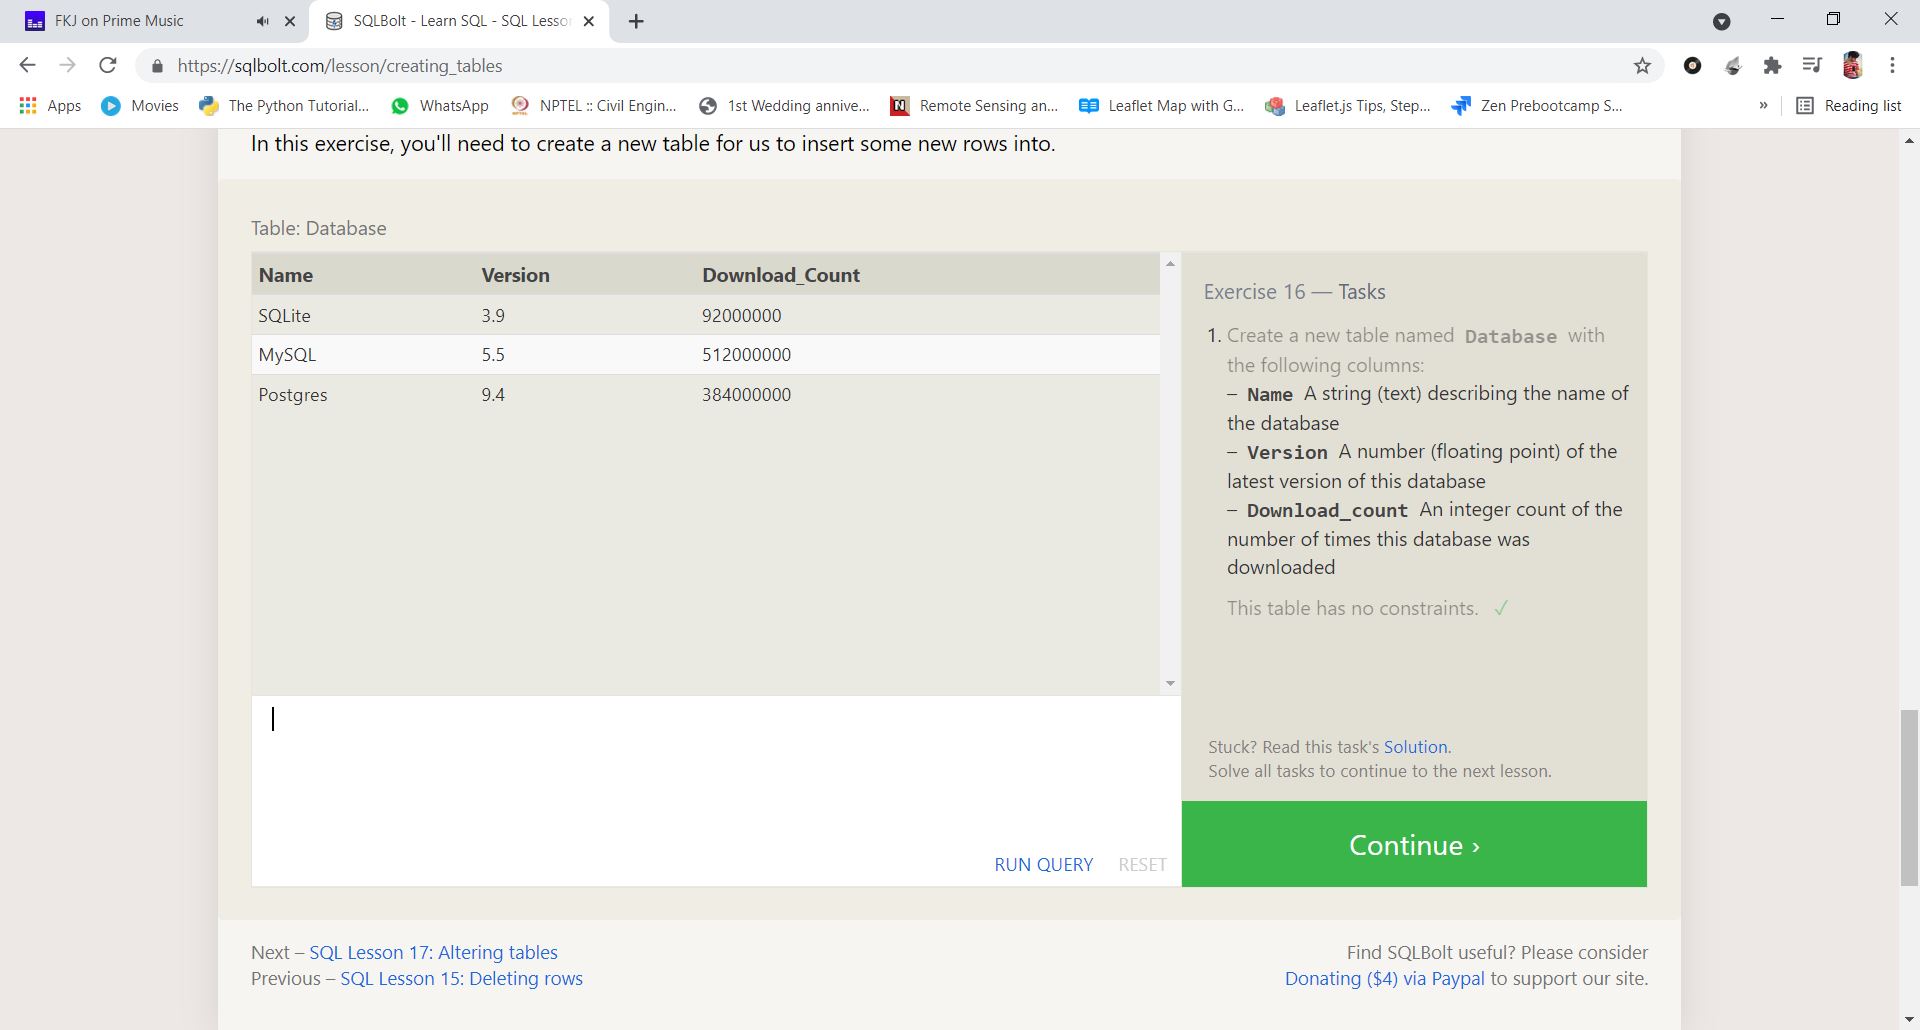 FKJ on Prime Music
SQLBolt - Learn SQL - SQL Lesson
https://sqlbolt.com/lesson/creating_tables
Apps Movies The Python Tutorial... WhatsApp NPTEL :: Civil Engin... 1st Wedding annive... Remote Sensing an... Leaflet Map with G... Leaflet.js Tips, Step... Zen Prebootcamp S... » Reading list
In this exercise, you'll need to create a new table for us to insert some new rows into.
Table: Database
Name Version Download_Count
SQLite 3.9 92000000
MySQL 5.5 512000000
Postgres 9.4 384000000
Exercise 16 — Tasks
1. Create a new table named Database with
the following columns:
– Name A string (text) describing the name of
the database
– Version A number (floating point) of the
latest version of this database
– Download_count An integer count of the
number of times this database was
downloaded
This table has no constraints. ✓
Stuck? Read this task's Solution.
Solve all tasks to continue to the next lesson.
RUN QUERY RESET
Continue ›
Next – SQL Lesson 17: Altering tables
Previous – SQL Lesson 15: Deleting rows
Find SQLBolt useful? Please consider
Donating ($4) via Paypal to support our site.